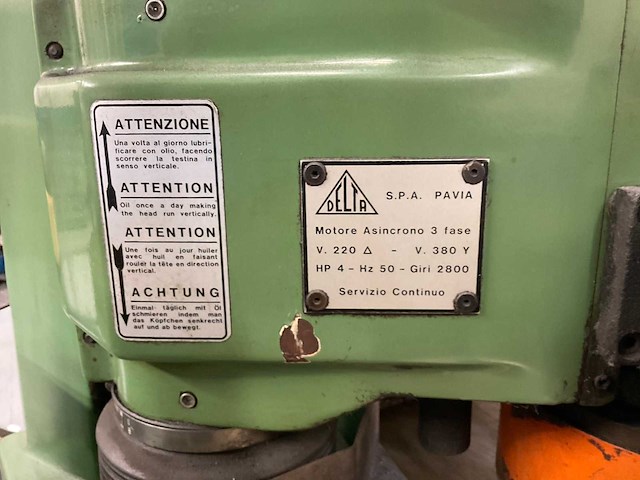 ATTENZIONE
Una volta al giorno lubri-
ficare con olio, facendo
scorrere la testina in
senso verticale.
ATTENTION
Oil once a day making
the head run vertically.
ATTENTION
Une fois au jour huiler
avec huil en faisant
rouler la tête en direction
vertical.
ACHTUNG
Einmal täglich mit Öl
schmieren indem man
das Köpfchen senkrecht
auf und ab bewegt.
DELTA S.P.A. PAVIA
Motore Asincrono 3 fase
V. 220 Δ - V. 380 Y
HP 4 - Hz 50 - Giri 2800
Servizio Continuo